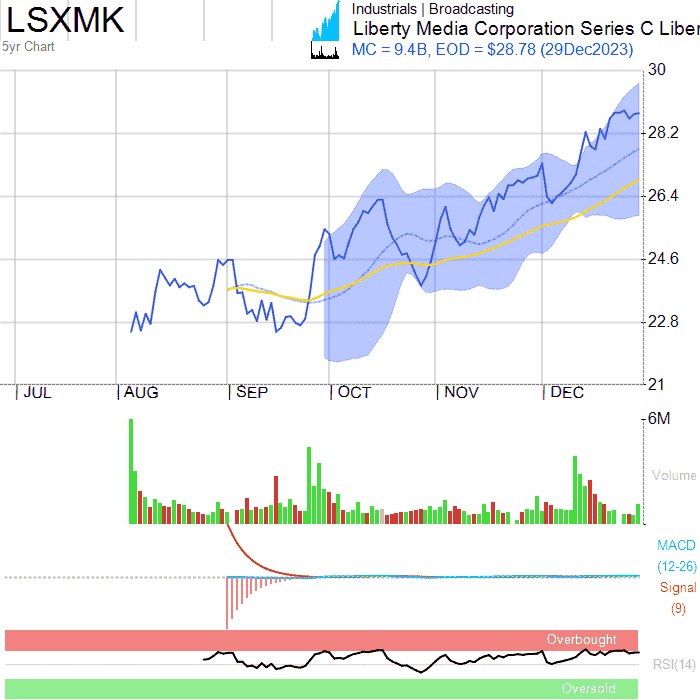 LSXMK
5yr Chart
Industrials | Broadcasting
Liberty Media Corporation Series C Liber
MC = 9.4B, EOD = $28.78 (29Dec2023)
30
28.2
26.4
24.6
22.8
21
JUL AUG SEP OCT NOV DEC
6M
Volume
MACD
(12-26)
Signal
(9)
Overbought
RSI(14)
Oversold